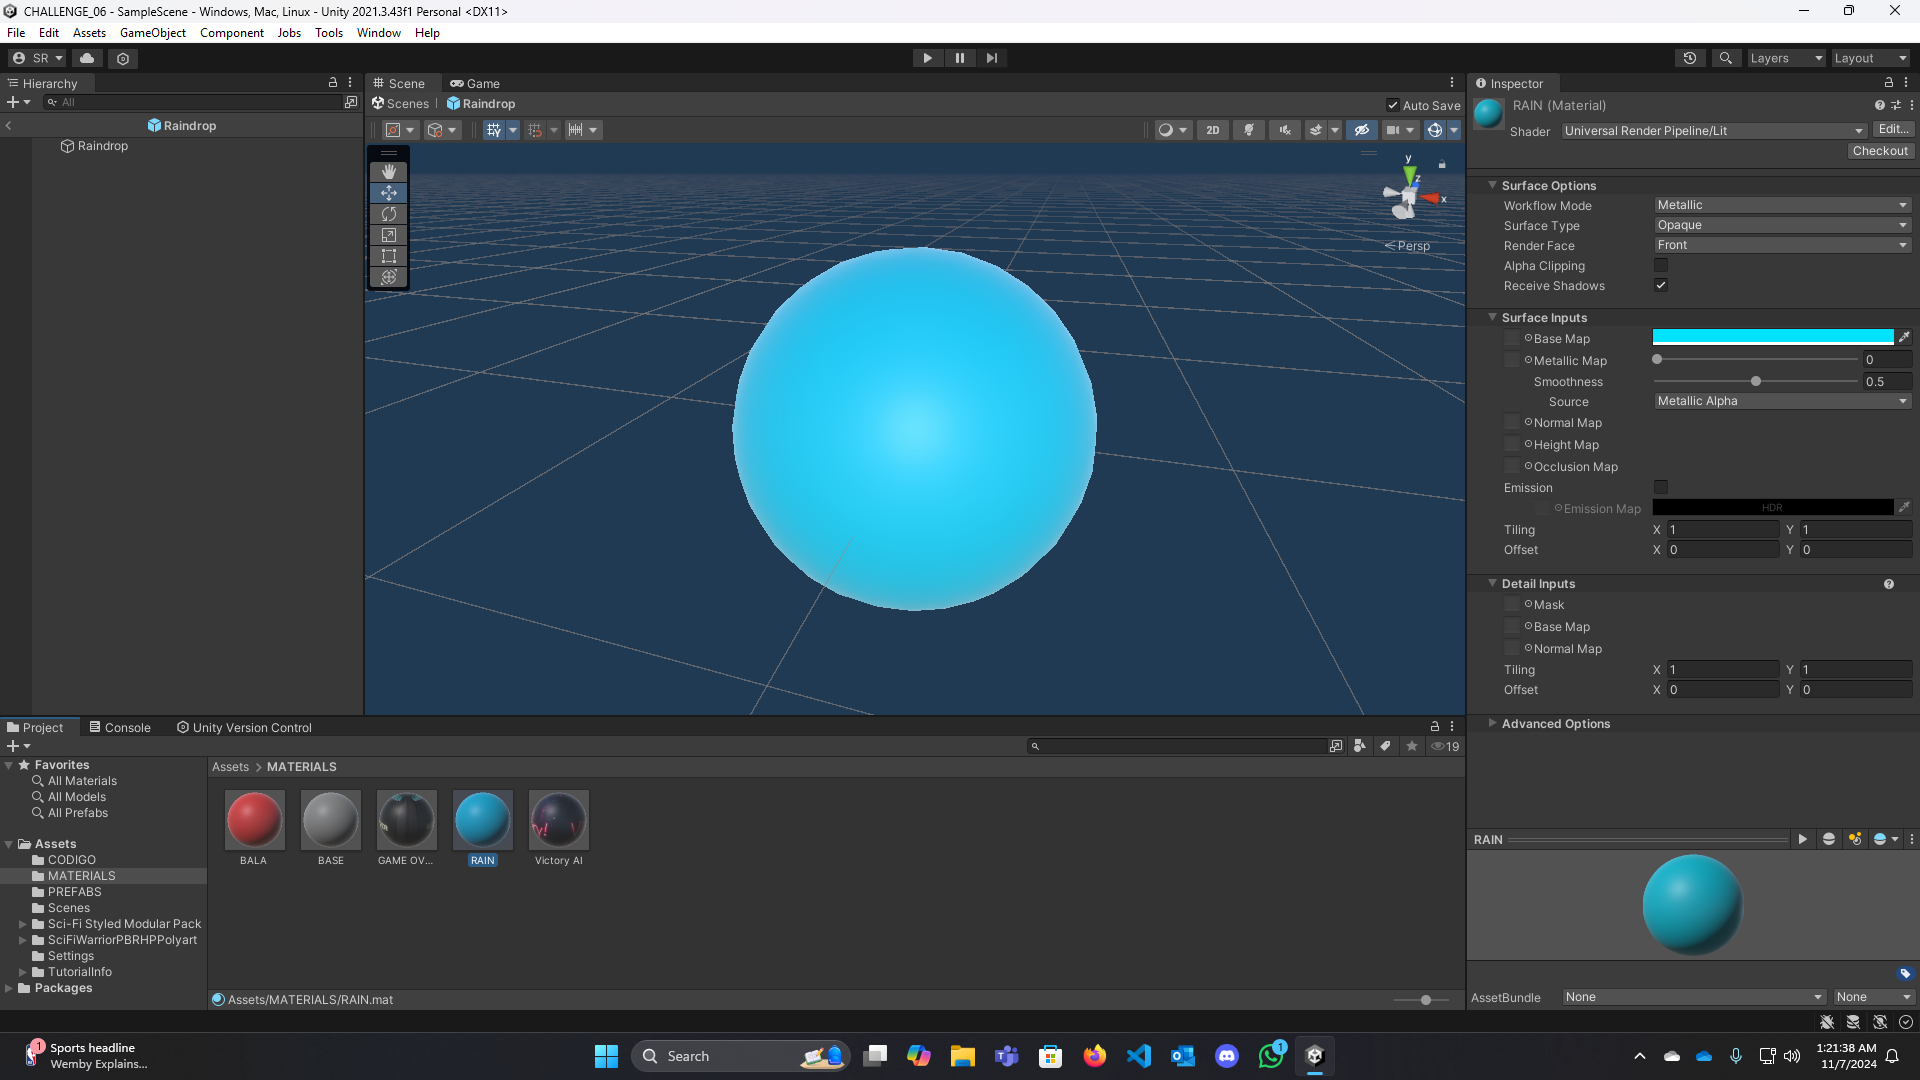 CHALLENGE_06 - SampleScene - Windows, Mac, Linux - Unity 2021.3.43f1 Personal <DX11>
File Edit Assets GameObject Component Jobs Tools Window Help
SR
Layers Layout
Hierarchy
All
Raindrop
Raindrop
Scene Game
Scenes | Raindrop
Auto Save
2D
y
z
x
Persp
Inspector
RAIN (Material)
Shader Universal Render Pipeline/Lit Edit...
Checkout
Surface Options
Workflow Mode Metallic
Surface Type Opaque
Render Face Front
Alpha Clipping
Receive Shadows
Surface Inputs
Base Map
Metallic Map 0
Smoothness 0.5
Source Metallic Alpha
Normal Map
Height Map
Occlusion Map
Emission
Emission Map HDR
Tiling X 1 Y 1
Offset X 0 Y 0
Detail Inputs
Mask
Base Map
Normal Map
Tiling X 1 Y 1
Offset X 0 Y 0
Advanced Options
RAIN
AssetBundle None None
Project Console Unity Version Control
19
Favorites
All Materials
All Models
All Prefabs
Assets
CODIGO
MATERIALS
PREFABS
Scenes
Sci-Fi Styled Modular Pack
SciFiWarriorPBRHPPolyart
Settings
TutorialInfo
Packages
Assets > MATERIALS
BALA BASE GAME OV... RAIN Victory AI
Assets/MATERIALS/RAIN.mat
1
Sports headline
Wemby Explains...
Search
1
1:21:38 AM
11/7/2024